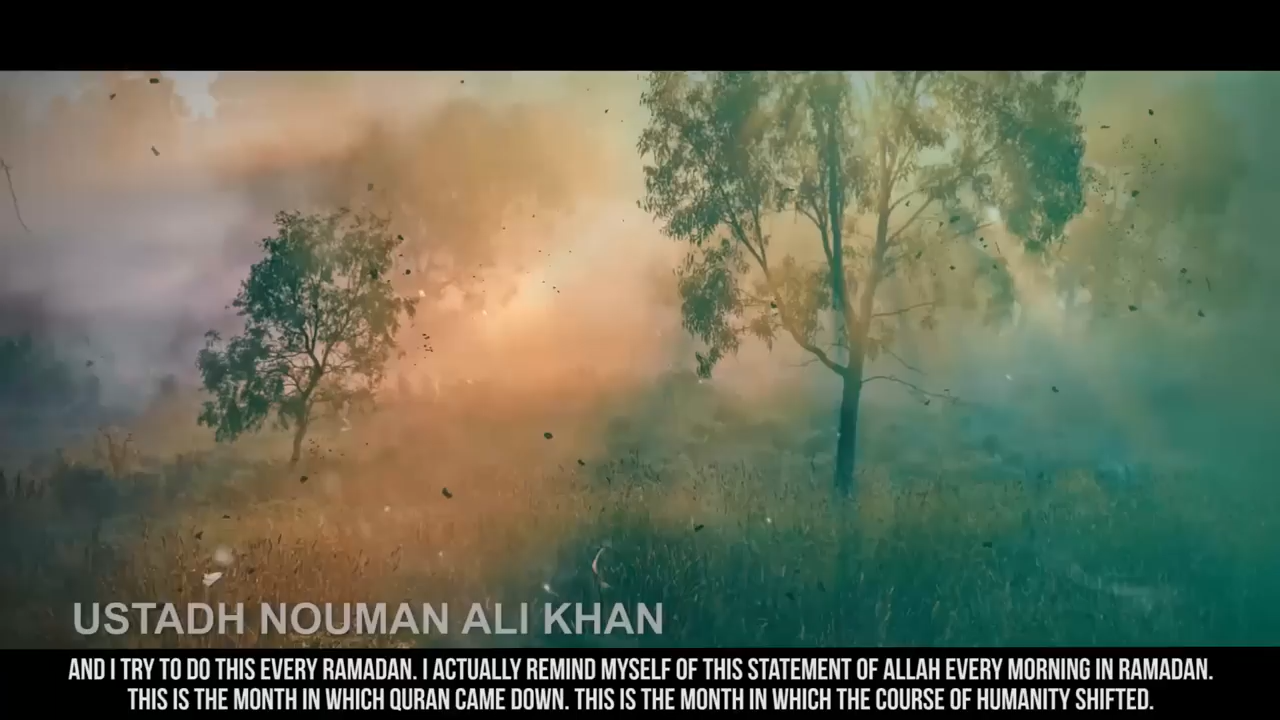 USTADH NOUMAN ALI KHAN
AND I TRY TO DO THIS EVERY RAMADAN. I ACTUALLY REMIND MYSELF OF THIS STATEMENT OF ALLAH EVERY MORNING IN RAMADAN.
THIS IS THE MONTH IN WHICH QURAN CAME DOWN. THIS IS THE MONTH IN WHICH THE COURSE OF HUMANITY SHIFTED.